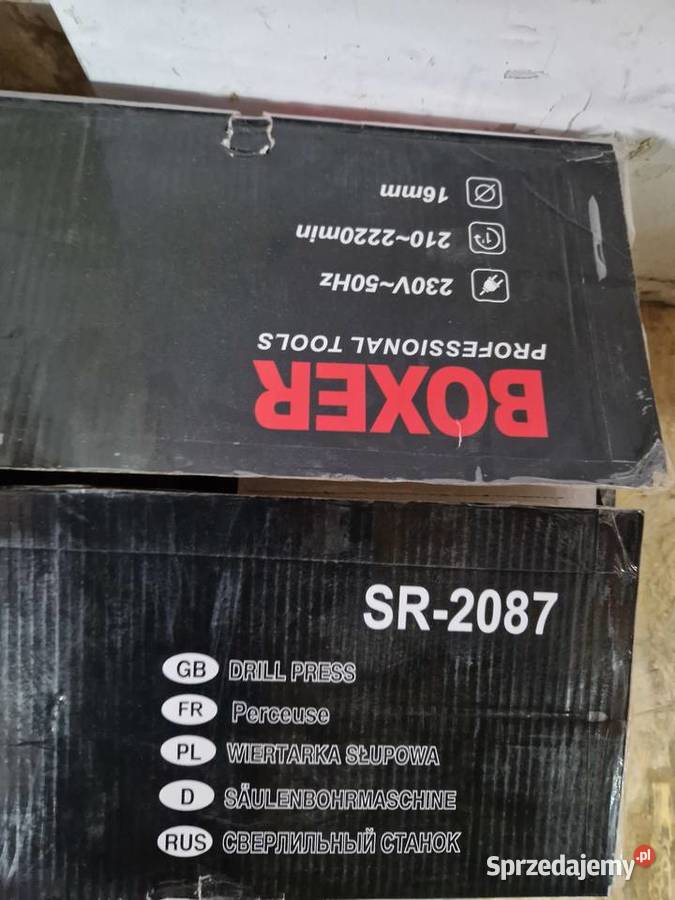 BOXER
PROFESSIONAL TOOLS
230V~50Hz
210~2220min
16mm
SR-2087
GB DRILL PRESS
FR Perceuse
PL WIERTARKA SŁUPOWA
D SÄULENBOHRMASCHINE
RUS СВЕРЛИЛЬНЫЙ СТАНОК
Sprzedajemy.pl